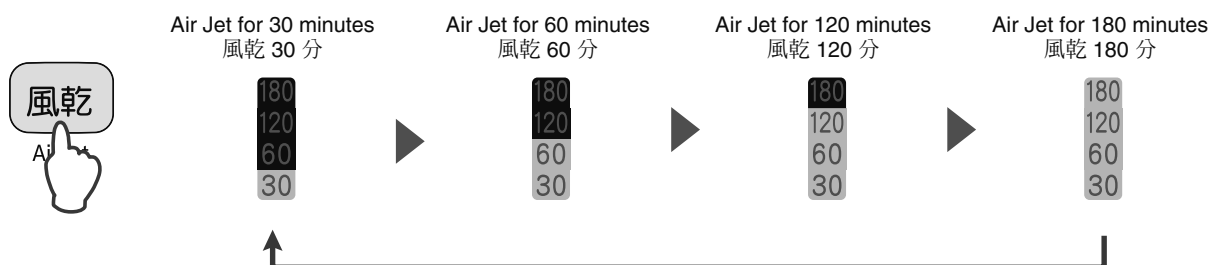 Air Jet for 30 minutes
風乾 30 分
Air Jet for 60 minutes
風乾 60 分
Air Jet for 120 minutes
風乾 120 分
Air Jet for 180 minutes
風乾 180 分
風乾
180
120
60
30
180
120
60
30
180
120
60
30
180
120
60
30